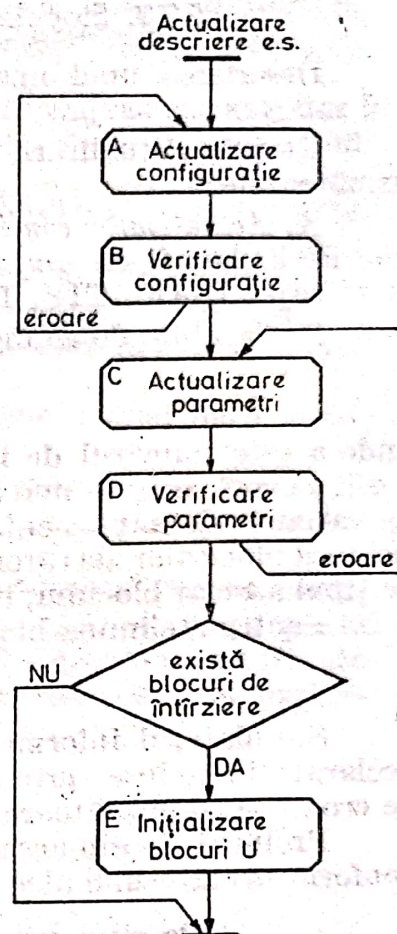 Actualizare
descriere e.s.
A
Actualizare
configurație
B
Verificare
configurație
eroare
C
Actualizare
parametri
D
Verificare
parametri
eroare
există
blocuri de
întîrziere
NU
DA
E
Inițializare
blocuri U